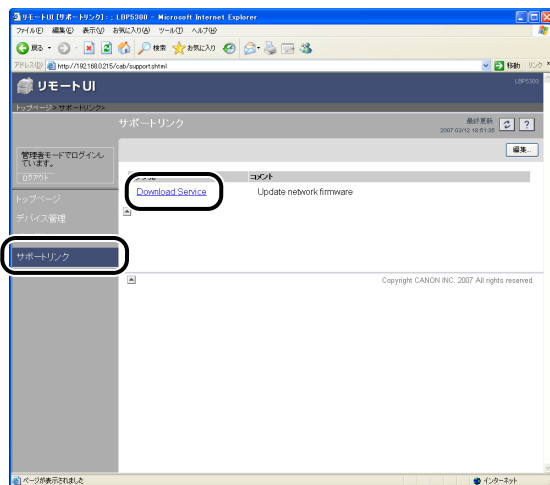 リモートUI [サポートリンク] : : LBP5300 - Microsoft Internet Explorer
ファイル(F) 編集(E) 表示(V) お気に入り(A) ツール(T) ヘルプ(H)
戻る 検索 お気に入り
アドレス(D) http://192.168.0.215/cab/support.shtml 移動 リンク
リモートUI LBP5300
トップページ> サポートリンク>
サポートリンク 最終更新
2007 03/12 18:51:35
管理者モードでログインしています。 編集...
ログアウト
コメント
Download Service Update network firmware
トップページ
デバイス管理
サポートリンク
Copyright CANON INC. 2007 All rights reserved.
ページが表示されました インターネット